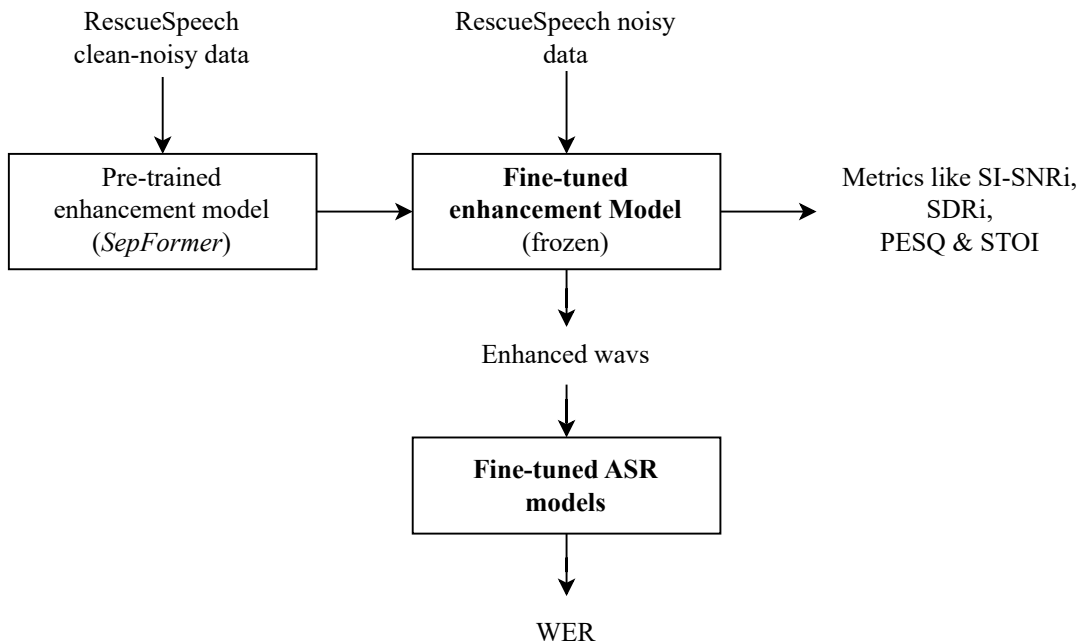 RescueSpeech
clean-noisy data
RescueSpeech noisy
data
Pre-trained
enhancement model
(SepFormer)
Fine-tuned
enhancement Model
(frozen)
Metrics like SI-SNRi,
SDRi,
PESQ & STOI
Enhanced wavs
Fine-tuned ASR
models
WER